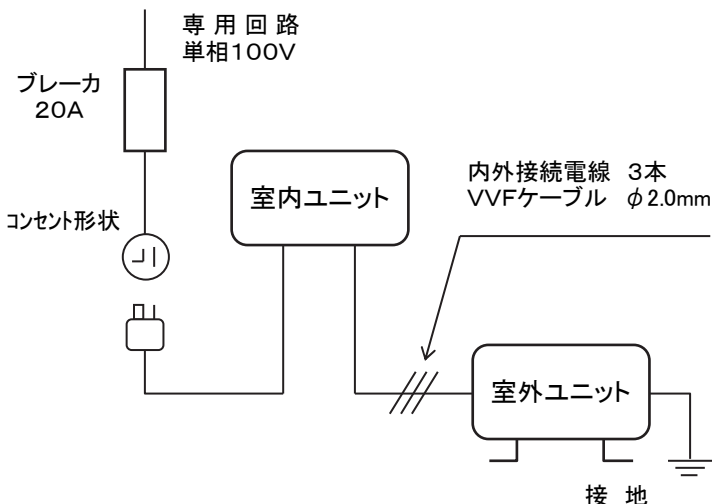 専用回路
単相100V
ブレーカ
20A
コンセント形状
室内ユニット
内外接続電線 3本
VVFケーブル φ2.0mm
室外ユニット
接地